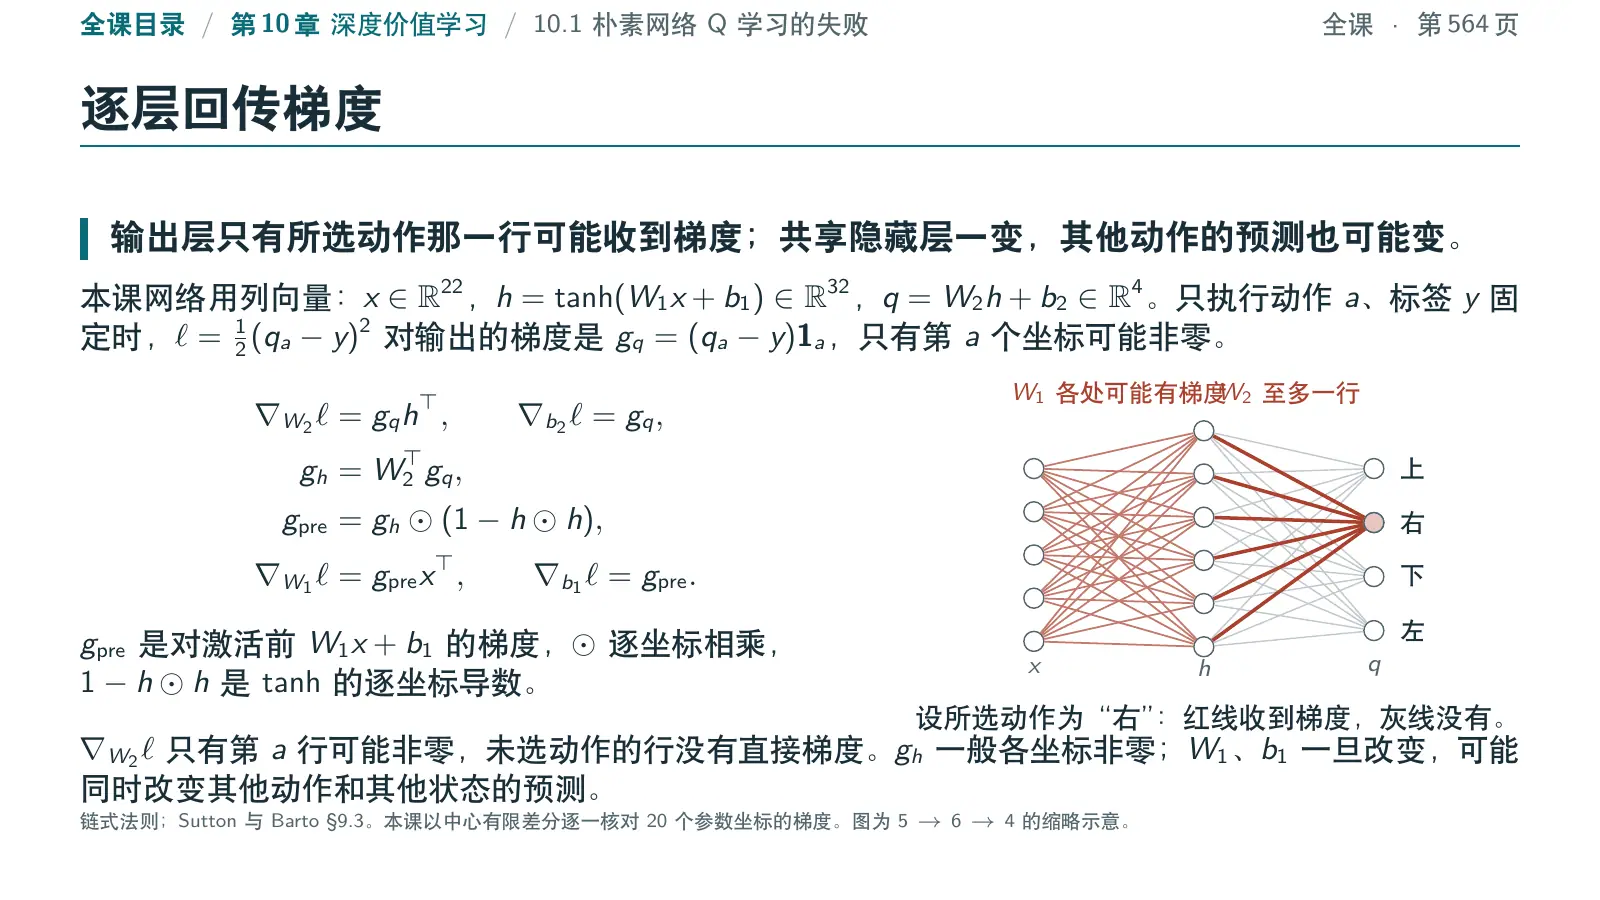 全课目录 / 第 10 章 深度价值学习 / 10.1 朴素网络 Q 学习的失败
全课 · 第 564 页
逐层回传梯度
输出层只有所选动作那一行可能收到梯度；共享隐藏层一变，其他动作的预测也可能变。
本课网络用列向量：x ∈ ℝ²²，h = tanh(W₁x + b₁) ∈ ℝ³²，q = W₂h + b₂ ∈ ℝ⁴。只执行动作 a、标签 y 固
定时，ℓ = ½(qₐ − y)² 对输出的梯度是 g_q = (qₐ − y)𝟏ₐ，只有第 a 个坐标可能非零。
∇_{W₂}ℓ = g_q h^⊤, ∇_{b₂}ℓ = g_q,
g_h = W₂^⊤ g_q,
g_pre = g_h ⊙ (1 − h ⊙ h),
∇_{W₁}ℓ = g_pre x^⊤, ∇_{b₁}ℓ = g_pre.
g_pre 是对激活前 W₁x + b₁ 的梯度，⊙ 逐坐标相乘，
1 − h ⊙ h 是 tanh 的逐坐标导数。
W₁ 各处可能有梯度
W₂ 至多一行
上
右
下
左
x
h
q
设所选动作为“右”：红线收到梯度，灰线没有。
∇_{W₂}ℓ 只有第 a 行可能非零，未选动作的行没有直接梯度。g_h 一般各坐标非零；W₁、b₁ 一旦改变，可能
同时改变其他动作和其他状态的预测。
链式法则；Sutton 与 Barto §9.3。本课以中心有限差分逐一核对 20 个参数坐标的梯度。图为 5 → 6 → 4 的缩略示意。